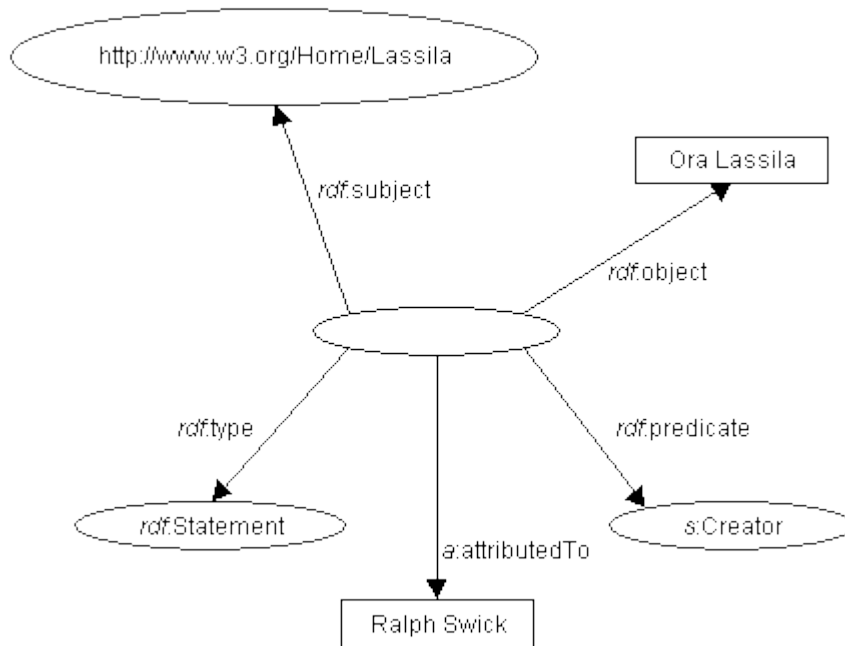 http://www.w3.org/Home/Lassila
Ora Lassila
rdf:subject
rdf:object
rdf:type
rdf:predicate
rdf:Statement
s:Creator
a:attributedTo
Ralph Swick